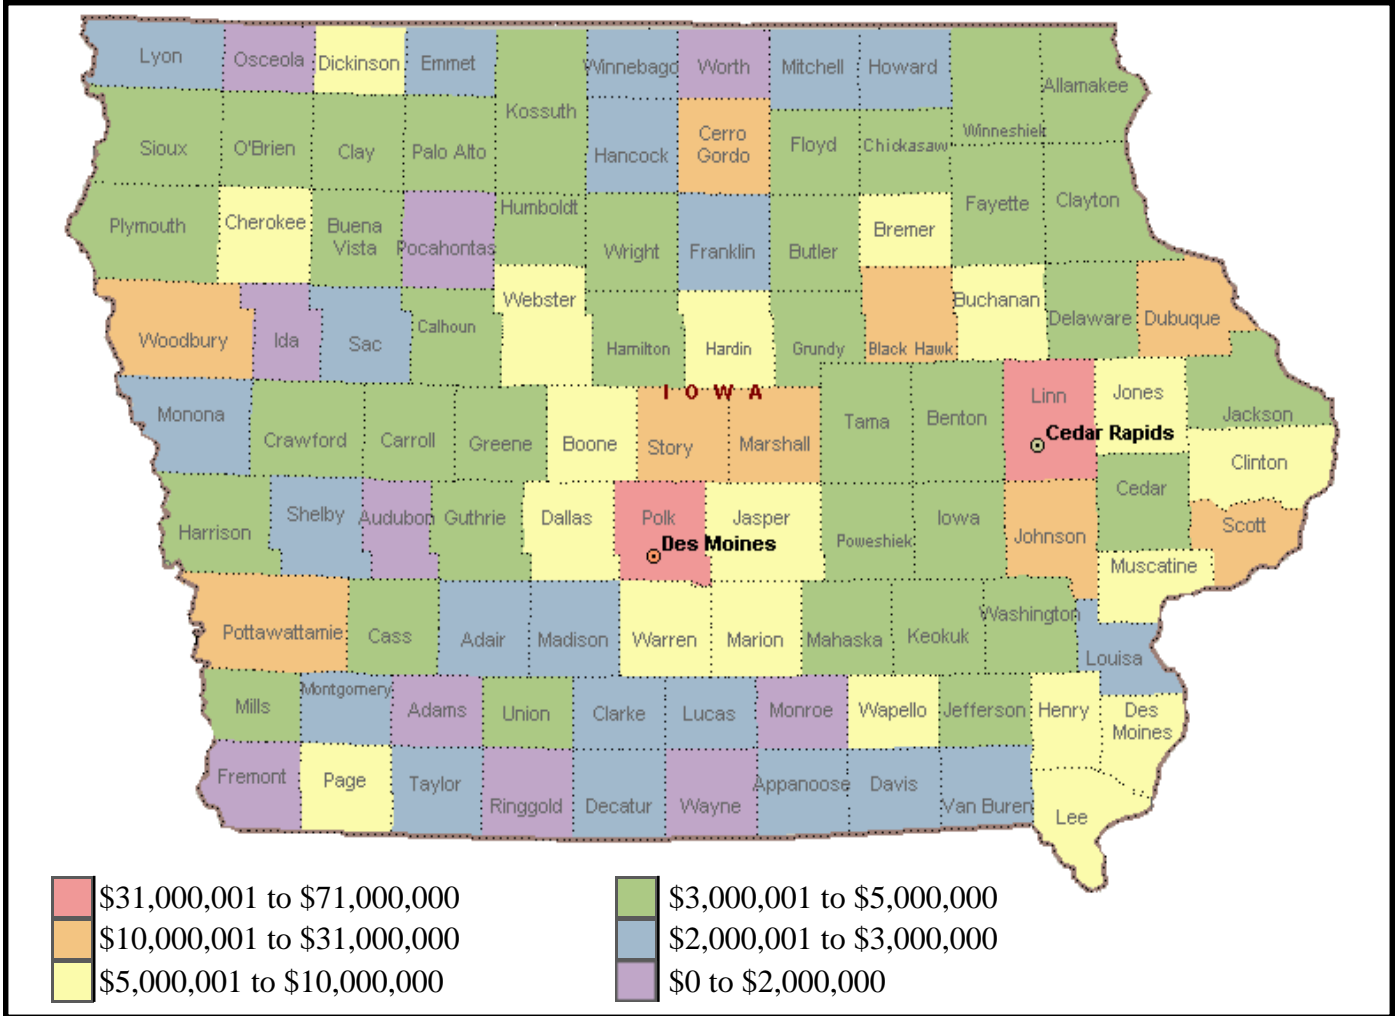 Lyon
Osceola
Dickinson
Emmet
Kossuth
Winnebago
Worth
Mitchell
Howard
Winneshiek
Allamakee
Sioux
O'Brien
Clay
Palo Alto
Hancock
Cerro
Gordo
Floyd
Chickasaw
Plymouth
Cherokee
Buena
Vista
Pocahontas
Humboldt
Wright
Franklin
Butler
Bremer
Fayette
Clayton
Woodbury
Ida
Sac
Calhoun
Webster
Hamilton
Hardin
Grundy
Black Hawk
Buchanan
Delaware
Dubuque
I O W A
Monona
Crawford
Carroll
Greene
Boone
Story
Marshall
Tama
Benton
Linn
Cedar Rapids
Jones
Jackson
Clinton
Harrison
Shelby
Audubon
Guthrie
Dallas
Polk
Des Moines
Jasper
Poweshiek
Iowa
Johnson
Cedar
Scott
Muscatine
Pottawattamie
Cass
Adair
Madison
Warren
Marion
Mahaska
Keokuk
Washington
Louisa
Mills
Montgomery
Adams
Union
Clarke
Lucas
Monroe
Wapello
Jefferson
Henry
Des
Moines
Fremont
Page
Taylor
Ringgold
Decatur
Wayne
Appanoose
Davis
Van Buren
Lee
$31,000,001 to $71,000,000
$10,000,001 to $31,000,000
$5,000,001 to $10,000,000
$3,000,001 to $5,000,000
$2,000,001 to $3,000,000
$0 to $2,000,000